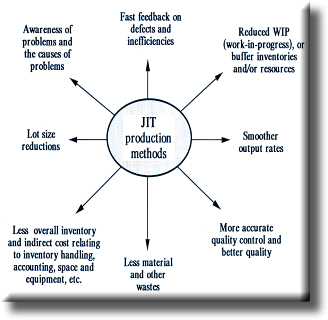 Awareness of
problems and
the causes of
problems
Fast feedback on
defects and
inefficiencies
Reduced WIP
(work-in-progress), or
buffer inventories
and/or resources
Lot size
reductions
JIT
production
methods
Smoother
output rates
Less overall inventory
and indirect cost relating
to inventory handling,
accounting, space and
equipment, etc.
Less material
and other
wastes
More accurate
quality control and
better quality